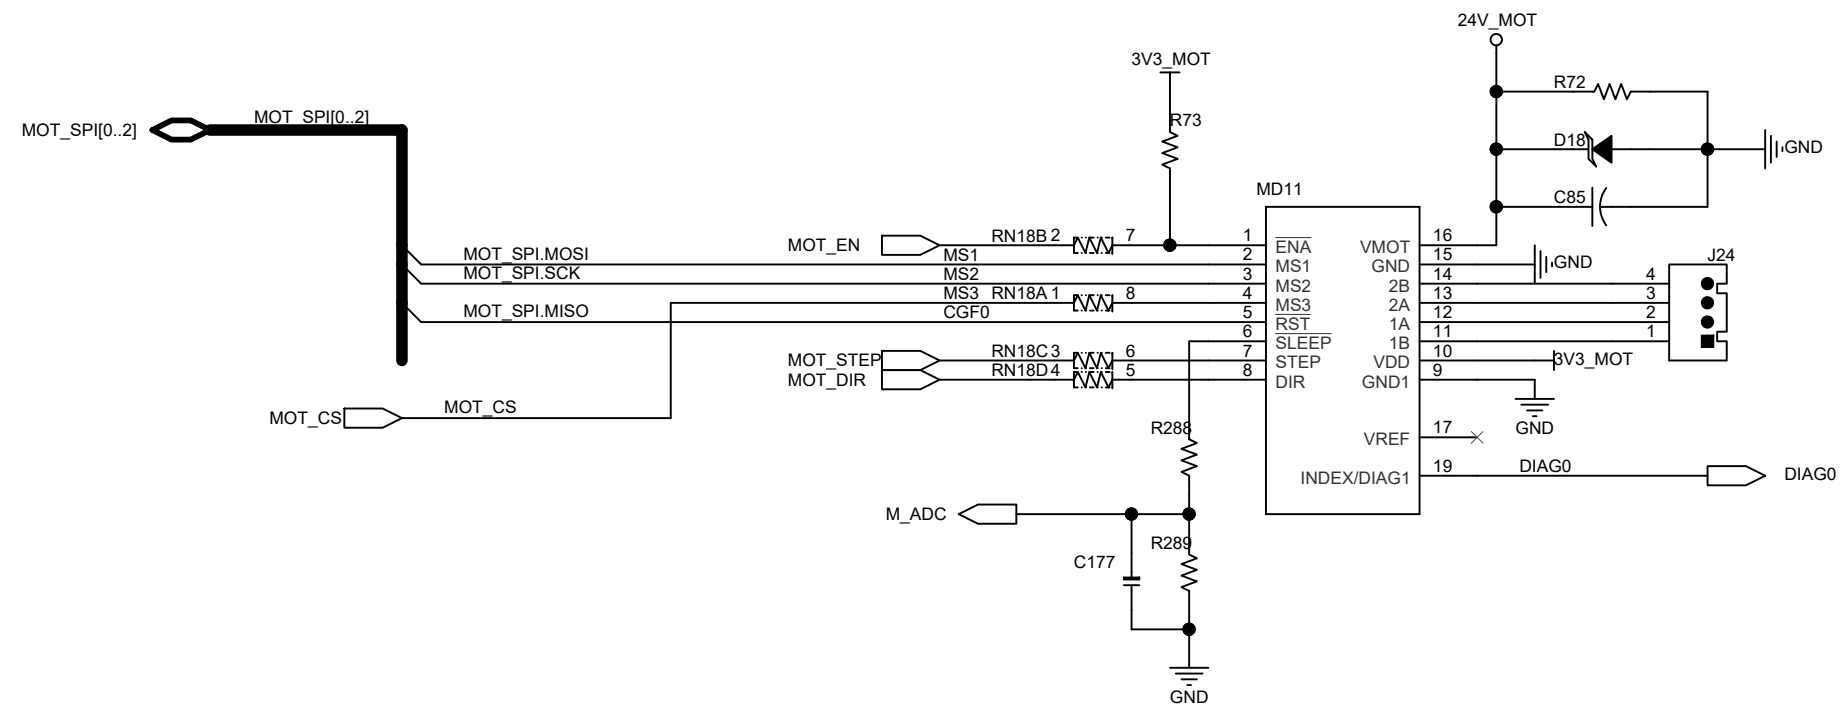 24V_MOT
3V3_MOT
R72
R73
MOT_SPI[0..2]
MOT_SPI[0..2]
D18
GND
MD11
C85
MOT_EN
RN18B 2
7
1
ENA
VMOT
16
MOT_SPI.MOSI
MS1
2
MS1
GND
15
GND
J24
MOT_SPI.SCK
MS2
3
MS2
2B
14
4
MS3
RN18A 1
8
4
MS3
2A
13
3
MOT_SPI.MISO
CGF0
5
RST
1A
12
2
6
SLEEP
1B
11
1
MOT_STEP
RN18C 3
6
7
STEP
VDD
10
3V3_MOT
MOT_DIR
RN18D 4
5
8
DIR
GND1
9
MOT_CS
MOT_CS
R288
GND
VREF
17
INDEX/DIAG1
19
DIAG0
DIAG0
M_ADC
R289
C177
GND